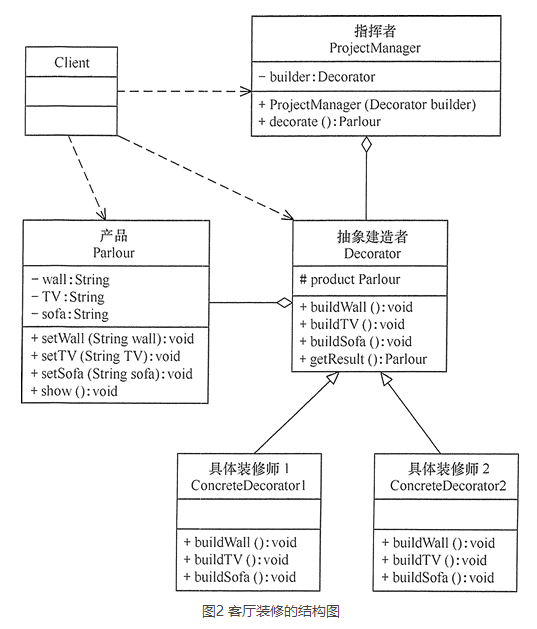 指挥者
ProjectManager
- builder:Decorator
+ ProjectManager (Decorator builder)
+ decorate ():Parlour
Client
产品
Parlour
- wall:String
- TV:String
- sofa:String
+ setWall (String wall):void
+ setTV (String TV):void
+ setSofa (String sofa):void
+ show ():void
抽象建造者
Decorator
# product Parlour
+ buildWall ():void
+ buildTV ():void
+ buildSofa ():void
+ getResult ():Parlour
具体装修师 1
ConcreteDecorator1
+ buildWall ():void
+ buildTV ():void
+ buildSofa ():void
具体装修师 2
ConcreteDecorator2
+ buildWall ():void
+ buildTV ():void
+ buildSofa ():void
图2 客厅装修的结构图